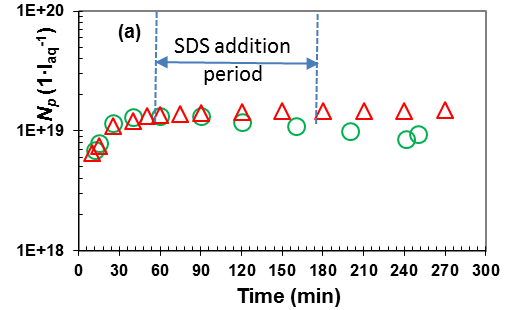 1E+20
(a)
SDS addition
period
Np (1·laq-1)
1E+19
1E+18
0 30 60 90 120 150 180 210 240 270 300
Time (min)